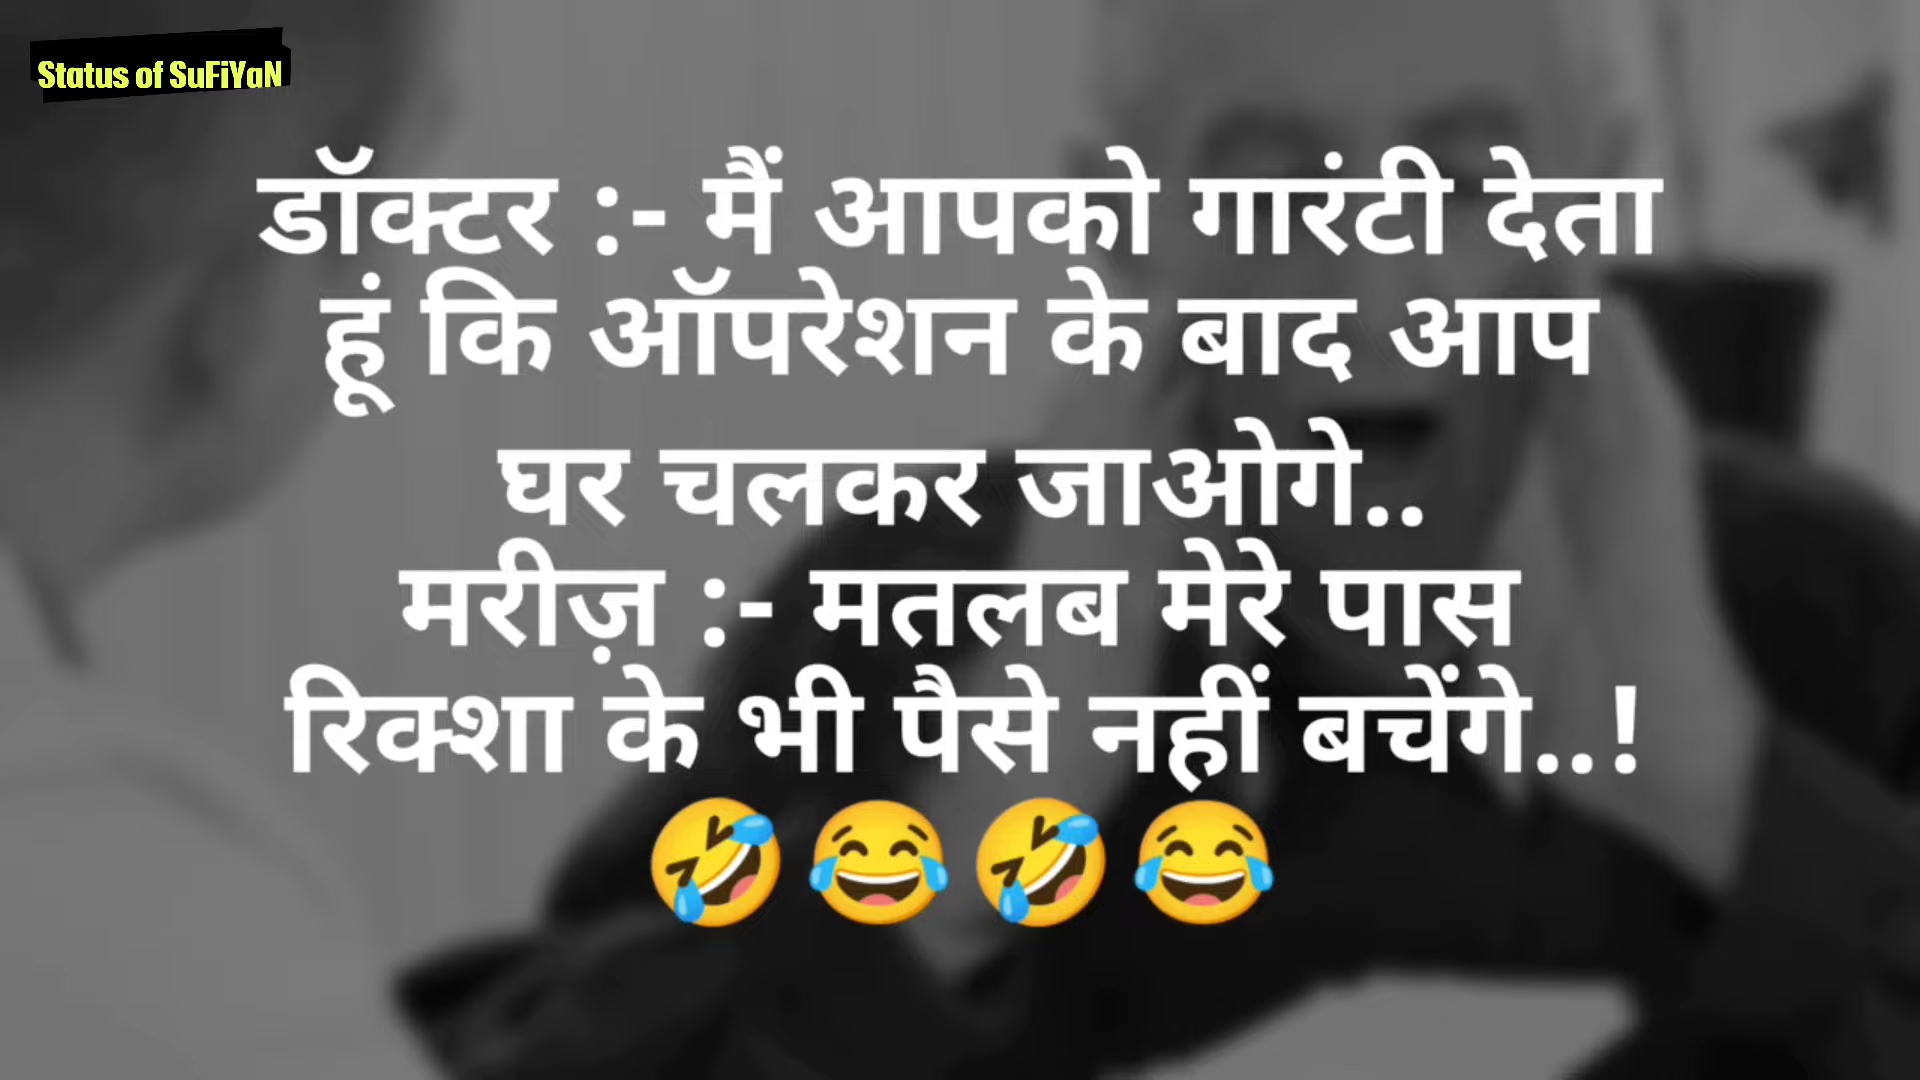 Status of SuFiYaN
डॉक्टर :- मैं आपको गारंटी देता
हूं कि ऑपरेशन के बाद आप
घर चलकर जाओगे..
मरीज़ :- मतलब मेरे पास
रिक्शा के भी पैसे नहीं बचेंगे..!
🤣😂🤣😂